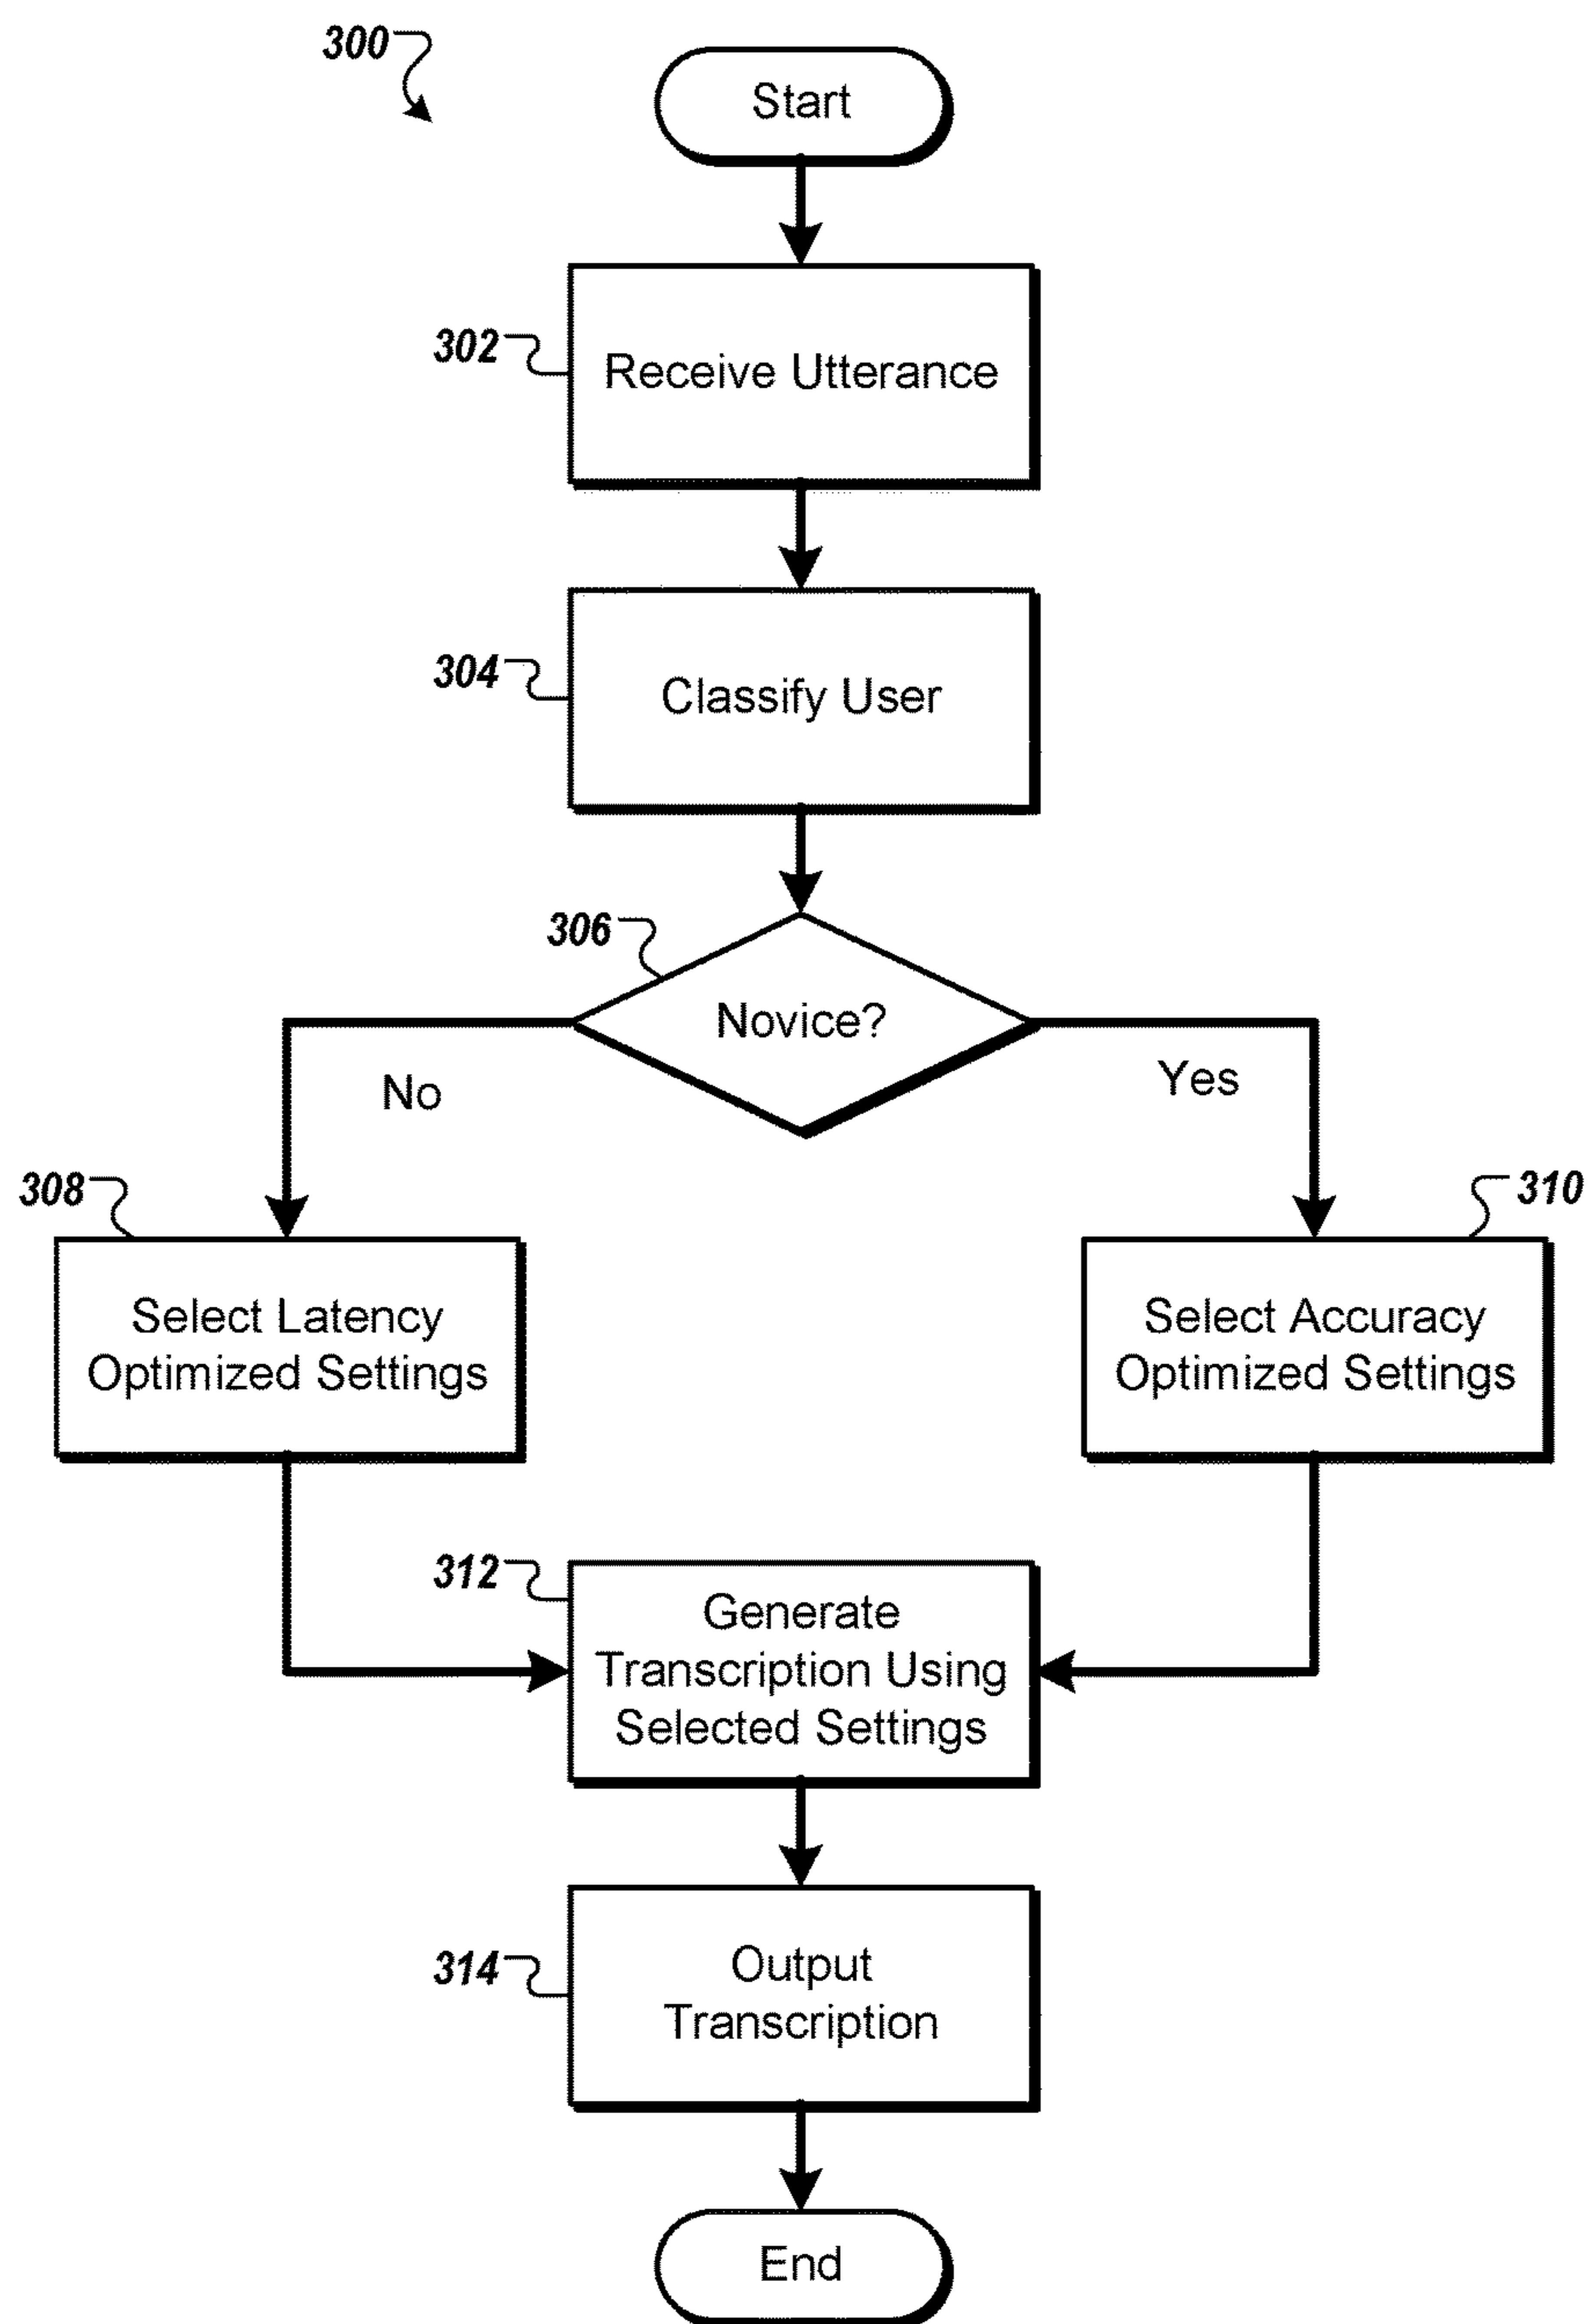 300
Start
302
Receive Utterance
304
Classify User
306
Novice?
No
Yes
308
Select Latency
Optimized Settings
310
Select Accuracy
Optimized Settings
312
Generate
Transcription Using
Selected Settings
314
Output
Transcription
End